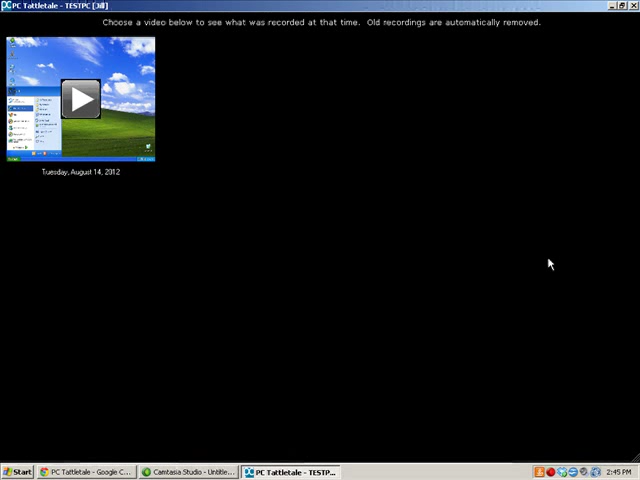 PC Tattletale - TESTPC [Jill]
Choose a video below to see what was recorded at that time. Old recordings are automatically removed.
Tuesday, August 14, 2012
Start
PC Tattletale - Google C...
Camtasia Studio - Untitle...
PC Tattletale - TESTP...
2:45 PM